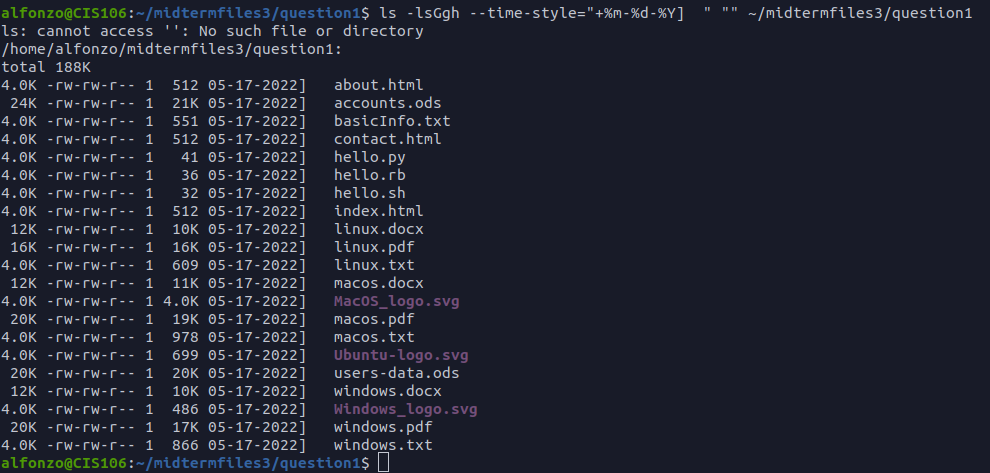 alfonzo@CIS106:~/midtermfiles3/question1$ ls -lsGgh --time-style="+%m-%d-%Y]  " "" ~/midtermfiles3/question1
ls: cannot access '': No such file or directory
/home/alfonzo/midtermfiles3/question1:
total 188K
4.0K -rw-rw-r-- 1  512 05-17-2022]   about.html
 24K -rw-rw-r-- 1  21K 05-17-2022]   accounts.ods
4.0K -rw-rw-r-- 1  551 05-17-2022]   basicInfo.txt
4.0K -rw-rw-r-- 1  512 05-17-2022]   contact.html
4.0K -rw-rw-r-- 1   41 05-17-2022]   hello.py
4.0K -rw-rw-r-- 1   36 05-17-2022]   hello.rb
4.0K -rw-rw-r-- 1   32 05-17-2022]   hello.sh
4.0K -rw-rw-r-- 1  512 05-17-2022]   index.html
 12K -rw-rw-r-- 1  10K 05-17-2022]   linux.docx
 16K -rw-rw-r-- 1  16K 05-17-2022]   linux.pdf
4.0K -rw-rw-r-- 1  609 05-17-2022]   linux.txt
 12K -rw-rw-r-- 1  11K 05-17-2022]   macos.docx
4.0K -rw-rw-r-- 1 4.0K 05-17-2022]   MacOS_logo.svg
 20K -rw-rw-r-- 1  19K 05-17-2022]   macos.pdf
4.0K -rw-rw-r-- 1  978 05-17-2022]   macos.txt
4.0K -rw-rw-r-- 1  699 05-17-2022]   Ubuntu-logo.svg
 20K -rw-rw-r-- 1  20K 05-17-2022]   users-data.ods
 12K -rw-rw-r-- 1  10K 05-17-2022]   windows.docx
4.0K -rw-rw-r-- 1  486 05-17-2022]   Windows_logo.svg
 20K -rw-rw-r-- 1  17K 05-17-2022]   windows.pdf
4.0K -rw-rw-r-- 1  866 05-17-2022]   windows.txt
alfonzo@CIS106:~/midtermfiles3/question1$